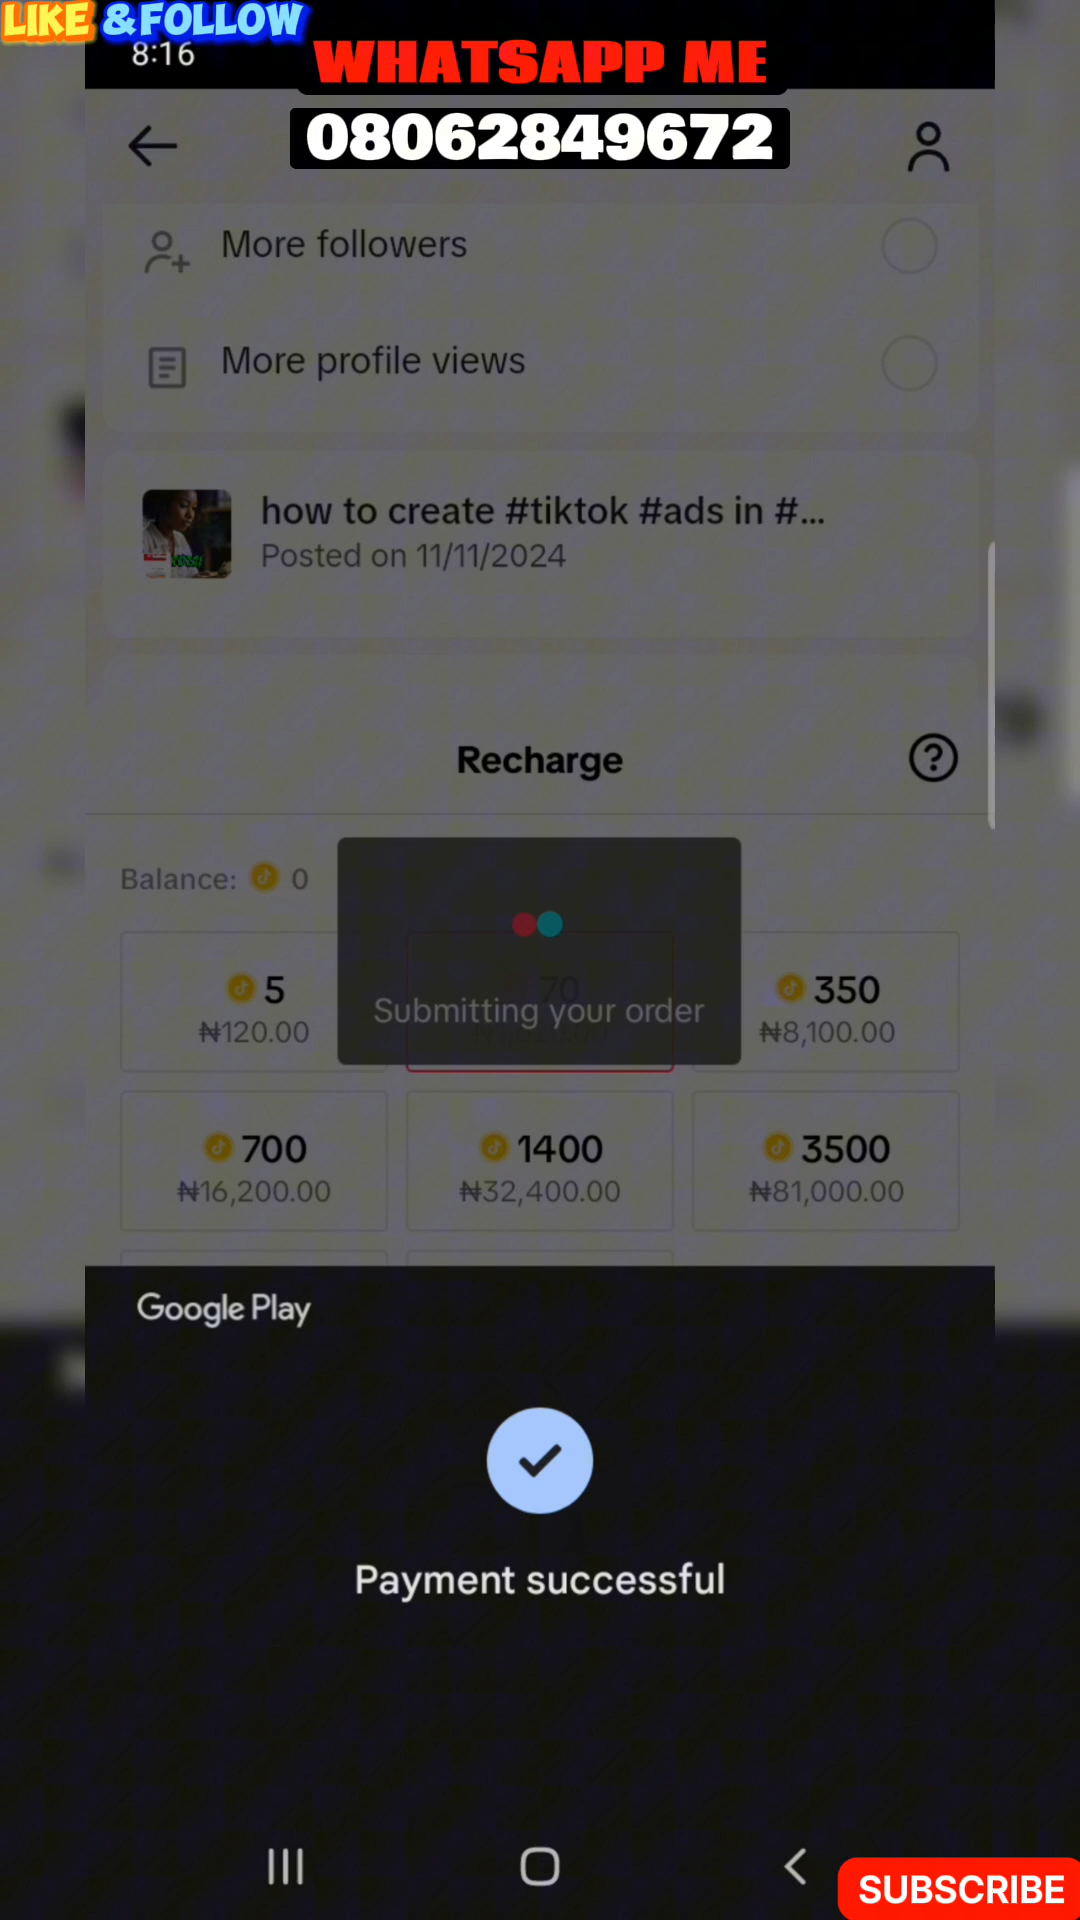 LIKE & FOLLOW
8:16
WHATSAPP ME
08062849672
More followers
More profile views
how to create #tiktok #ads in #...
Posted on 11/11/2024
Recharge
Balance: 0
5
70
350
₦120.00
Submitting your order
₦8,100.00
700
1400
3500
₦16,200.00
₦32,400.00
₦81,000.00
Google Play
Payment successful
SUBSCRIBE